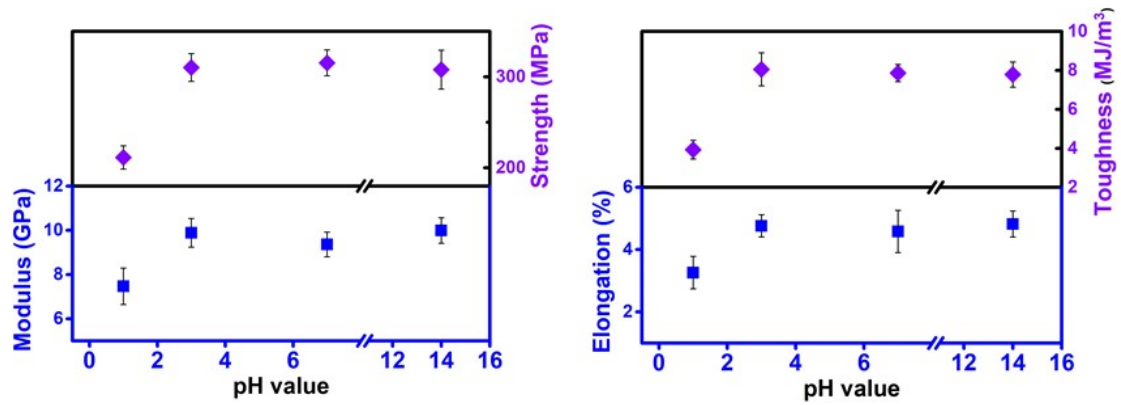 300
200
Strength (MPa)
12
10
8
6
Modulus (GPa)
0 2 4 6 12 14 16
pH value
10
8
6
4
2
Toughness (MJ/m³)
6
4
2
Elongation (%)
0 2 4 6 12 14 16
pH value